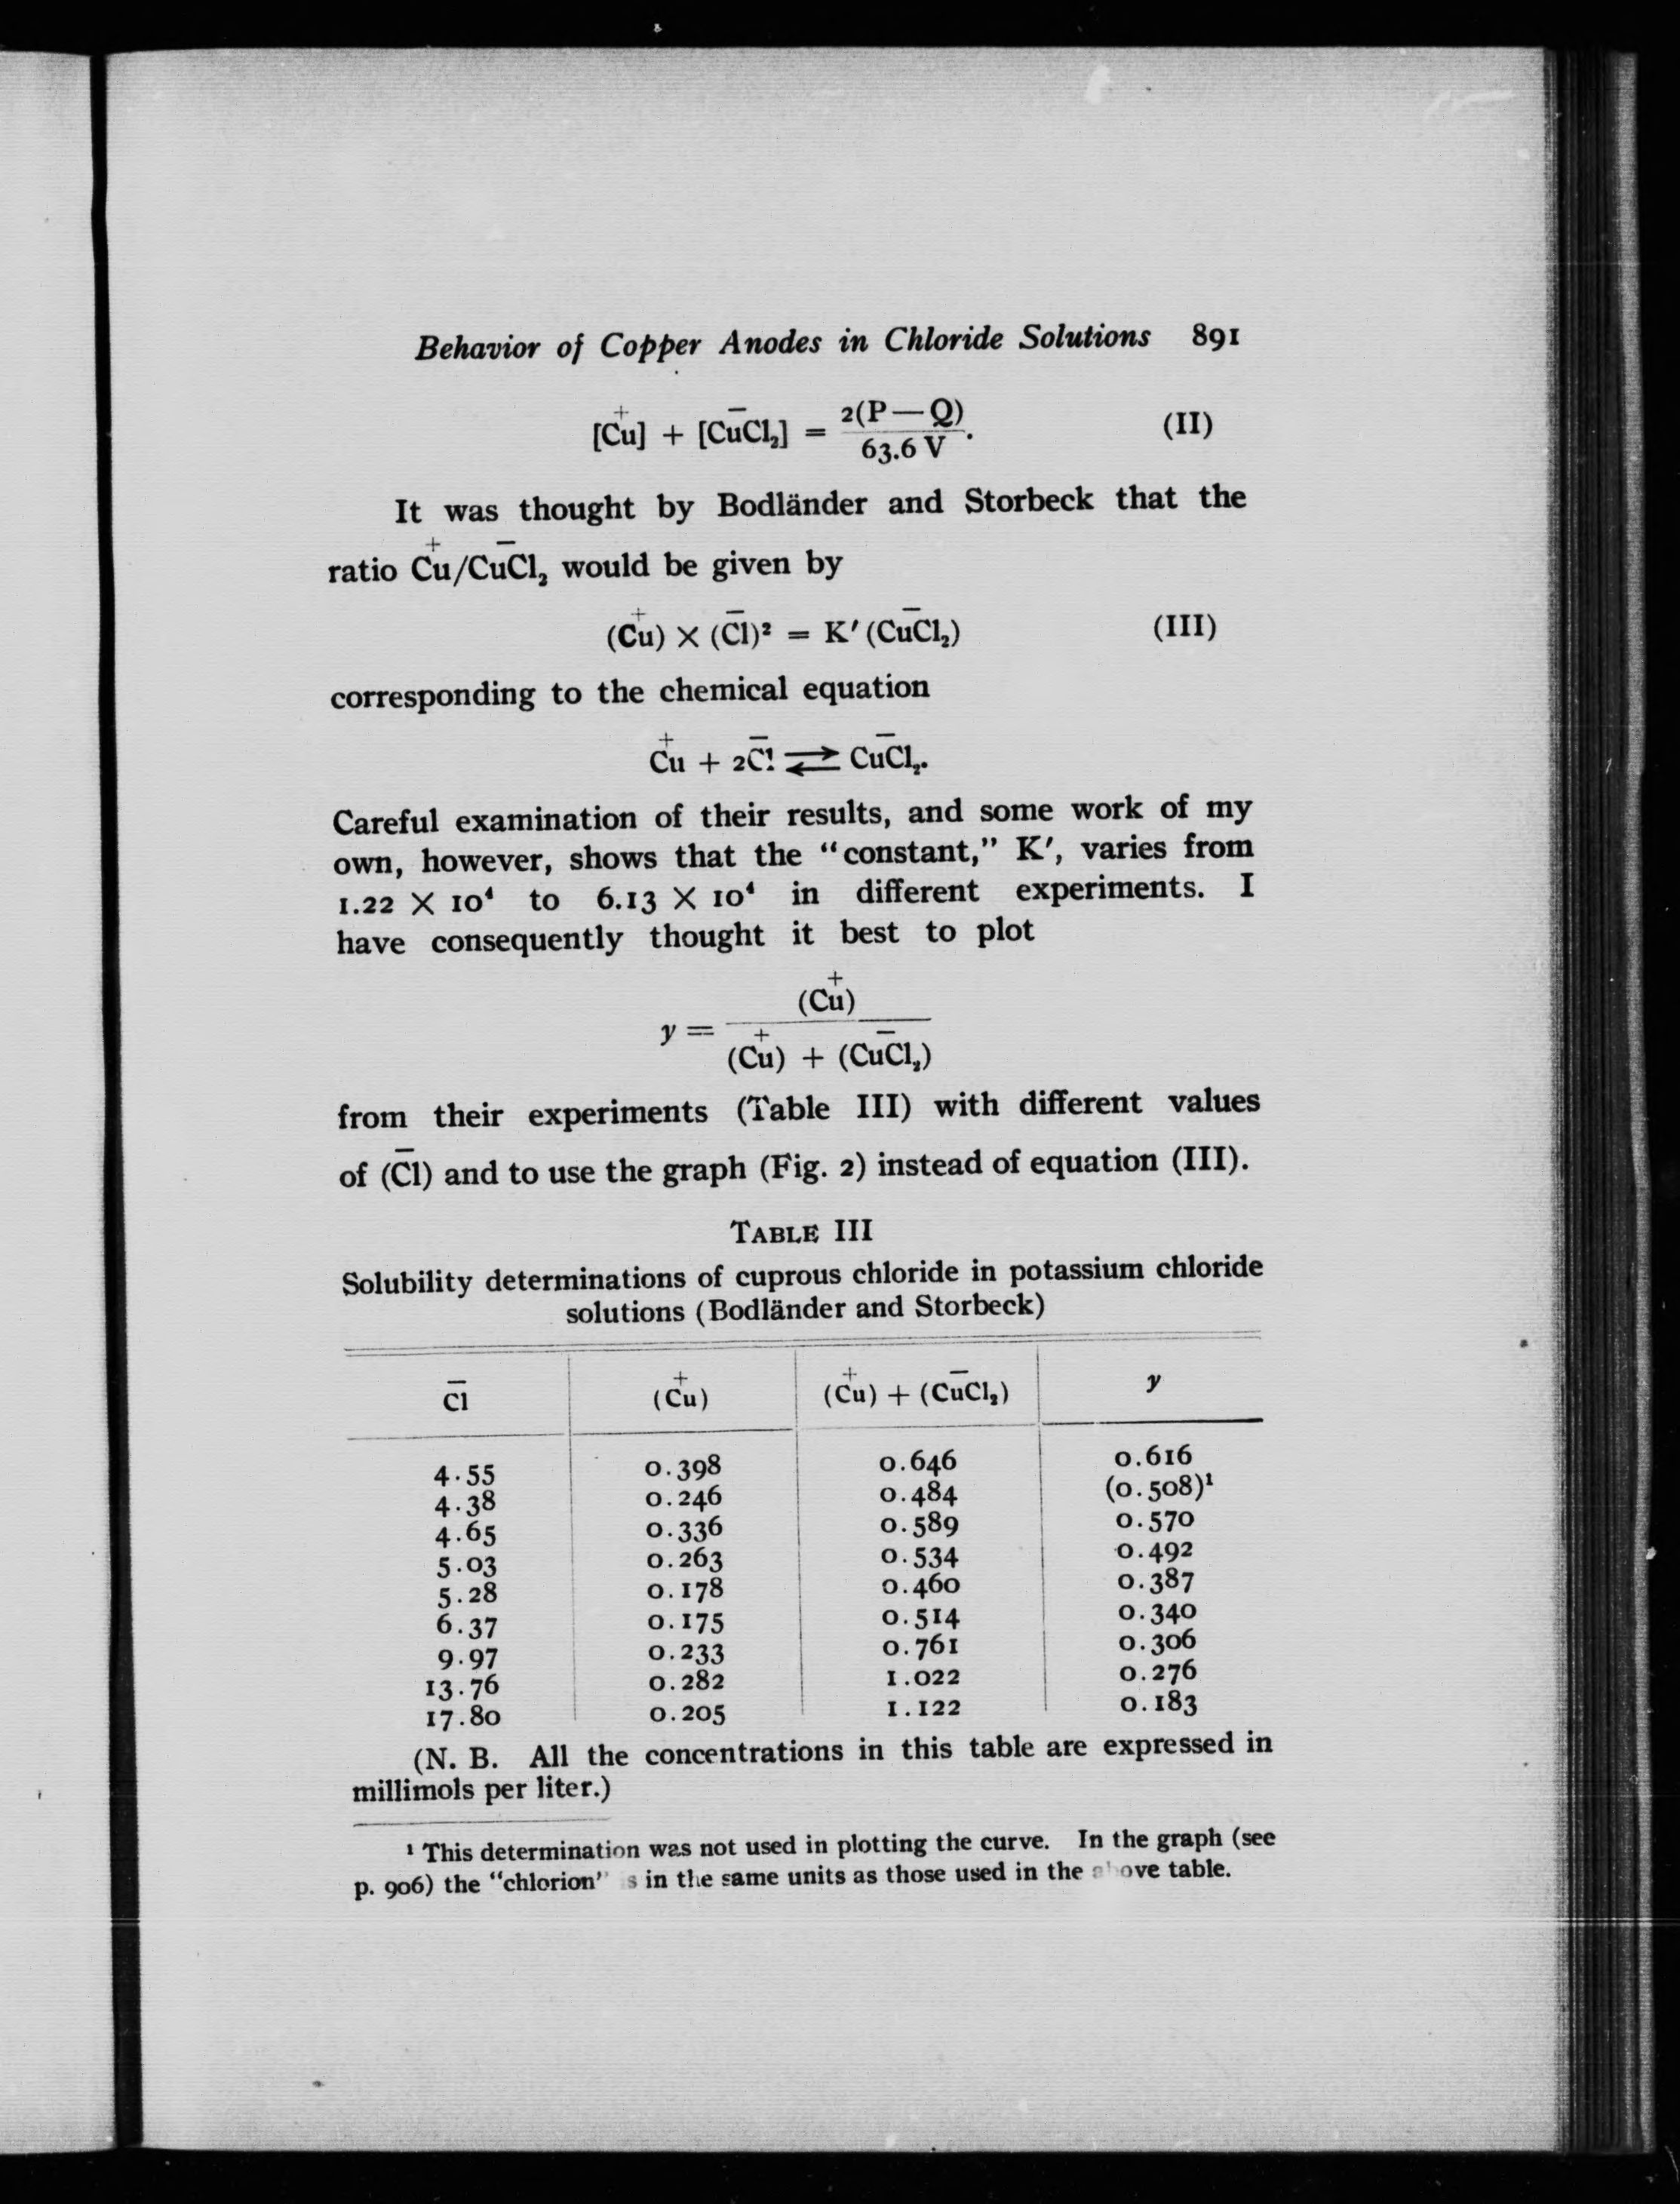 Behavior of Copper Anodes in Chloride Solutions 891
[Cu⁺] + [CuCl₂⁻] = 2(P — Q) / 63.6 V. (II)
It was thought by Bodländer and Storbeck that the
ratio Cu⁺/CuCl₂⁻ would be given by
(Cu⁺) × (Cl⁻)² = K′(CuCl₂⁻) (III)
corresponding to the chemical equation
Cu⁺ + 2Cl⁻ ⇄ CuCl₂⁻.
Careful examination of their results, and some work of my
own, however, shows that the “constant,” K′, varies from
1.22 × 10⁴ to 6.13 × 10⁴ in different experiments. I
have consequently thought it best to plot
y = (Cu⁺) / (Cu⁺) + (CuCl₂⁻)
from their experiments (Table III) with different values
of (Cl⁻) and to use the graph (Fig. 2) instead of equation (III).
TABLE III
Solubility determinations of cuprous chloride in potassium chloride
solutions (Bodländer and Storbeck)
Cl⁻ (Cu⁺) (Cu⁺) + (CuCl₂⁻) y
4.55 0.398 0.646 0.616
4.38 0.246 0.484 (0.508)¹
4.65 0.336 0.589 0.570
5.03 0.263 0.534 0.492
5.28 0.178 0.460 0.387
6.37 0.175 0.514 0.340
9.97 0.233 0.761 0.306
13.76 0.282 1.022 0.276
17.80 0.205 1.122 0.183
(N. B. All the concentrations in this table are expressed in
millimols per liter.)
¹ This determination was not used in plotting the curve. In the graph (see
p. 906) the “chlorion” s in the same units as those used in the above table.